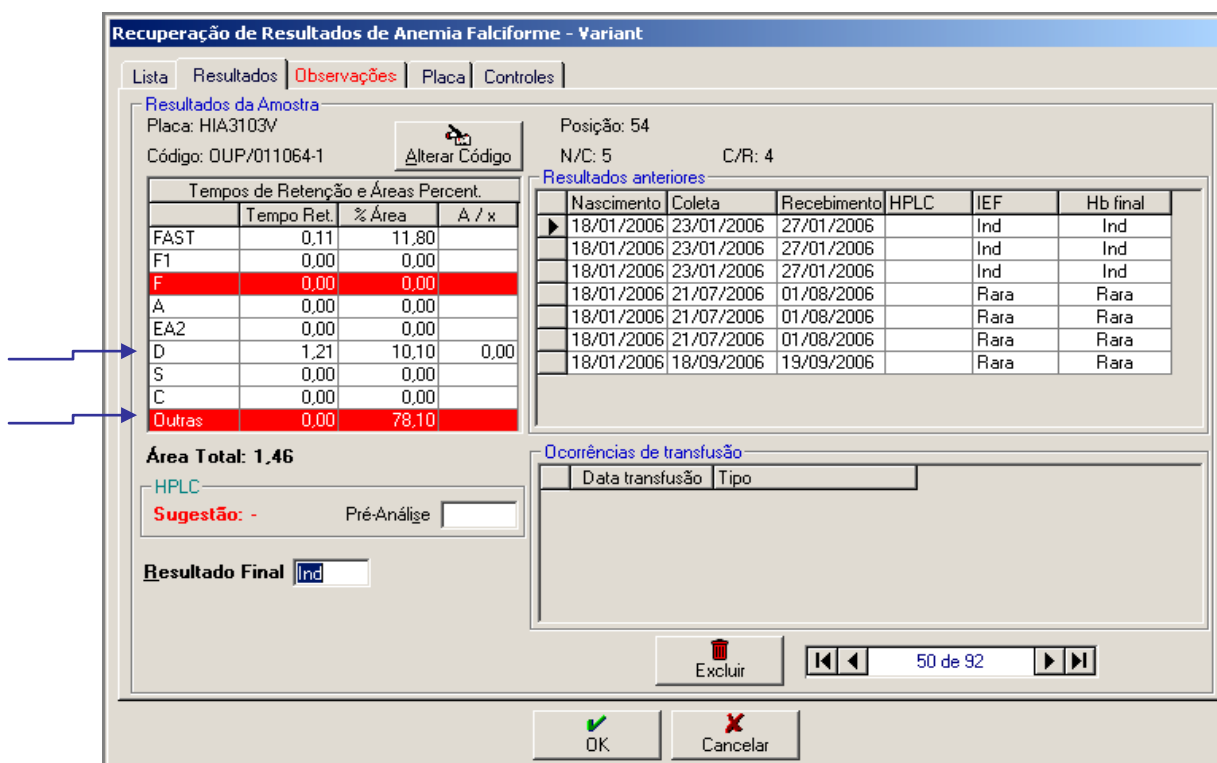 Recuperação de Resultados de Anemia Falciforme - Variant
Lista Resultados Observações Placa Controles
Resultados da Amostra
Placa: HIA3103V
Código: OUP/011064-1
Alterar Código
Posição: 54
N/C: 5 C/R: 4
Tempos de Retenção e Áreas Percent.
Tempo Ret. % Área A / x
FAST 0,11 11,80
F1 0,00 0,00
F 0,00 0,00
A 0,00 0,00
EA2 0,00 0,00
D 1,21 10,10 0,00
S 0,00 0,00
C 0,00 0,00
Outras 0,00 78,10
Área Total: 1,46
HPLC
Sugestão: - Pré-Análise
Resultado Final Ind
Resultados anteriores
Nascimento Coleta Recebimento HPLC IEF Hb final
18/01/2006 23/01/2006 27/01/2006 Ind Ind
18/01/2006 23/01/2006 27/01/2006 Ind Ind
18/01/2006 23/01/2006 27/01/2006 Ind Ind
18/01/2006 21/07/2006 01/08/2006 Rara Rara
18/01/2006 21/07/2006 01/08/2006 Rara Rara
18/01/2006 21/07/2006 01/08/2006 Rara Rara
18/01/2006 18/09/2006 19/09/2006 Rara Rara
Ocorrências de transfusão
Data transfusão Tipo
Excluir
50 de 92
OK Cancelar